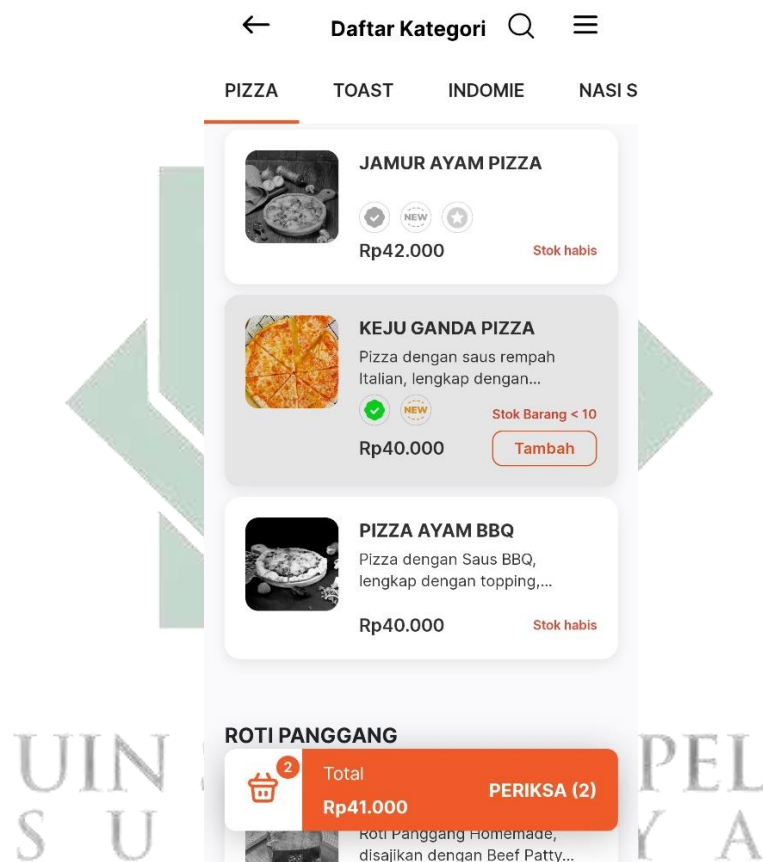 Daftar Kategori
PIZZA TOAST INDOMIE NASI S
JAMUR AYAM PIZZA
NEW
Rp42.000 Stok habis
KEJU GANDA PIZZA
Pizza dengan saus rempah
Italian, lengkap dengan...
NEW Stok Barang < 10
Rp40.000 Tambah
PIZZA AYAM BBQ
Pizza dengan Saus BBQ,
lengkap dengan topping,...
Rp40.000 Stok habis
ROTI PANGGANG
2
Total
Rp41.000
PERIKSA (2)
Roti Panggang Homemade,
disajikan dengan Beef Patty...
UIN S PEL
S U Y A